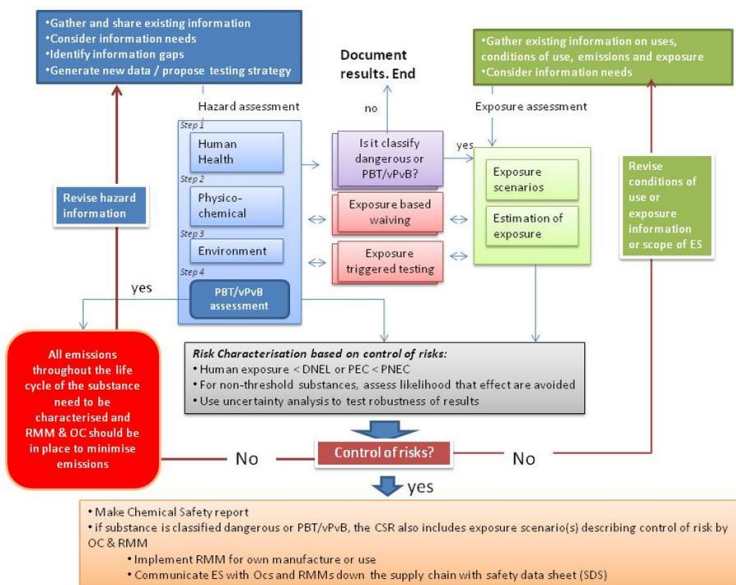 •Gather and share existing information
•Consider information needs
•Identify information gaps
•Generate new data / propose testing strategy
Document
results. End
•Gather existing information on uses,
conditions of use, emissions and exposure
•Consider information needs
Hazard assessment
no
Exposure assessment
Step 1
Human
Health
Is it classify
dangerous or
PBT/vPvB?
yes
Exposure
scenarios
Revise
conditions of
use or
exposure
information
or scope of ES
Revise hazard
information
Step 2
Physico-
chemical
Exposure based
waiving
Estimation of
exposure
Step 3
Environment
Exposure
triggered testing
Step 4
PBT/vPvB
assessment
yes
All emissions
throughout the life
cycle of the substance
need to be
characterised and
RMM & OC should be
in place to minimise
emissions
Risk Characterisation based on control of risks:
• Human exposure < DNEL or PEC < PNEC
• For non-threshold substances, assess likelihood that effect are avoided
• Use uncertainty analysis to test robustness of results
No
Control of risks?
No
yes
• Make Chemical Safety report
• if substance is classified dangerous or PBT/vPvB, the CSR also includes exposure scenario(s) describing control of risk by
OC & RMM
• Implement RMM for own manufacture or use
• Communicate ES with Ocs and RMMs down the supply chain with safety data sheet (SDS)